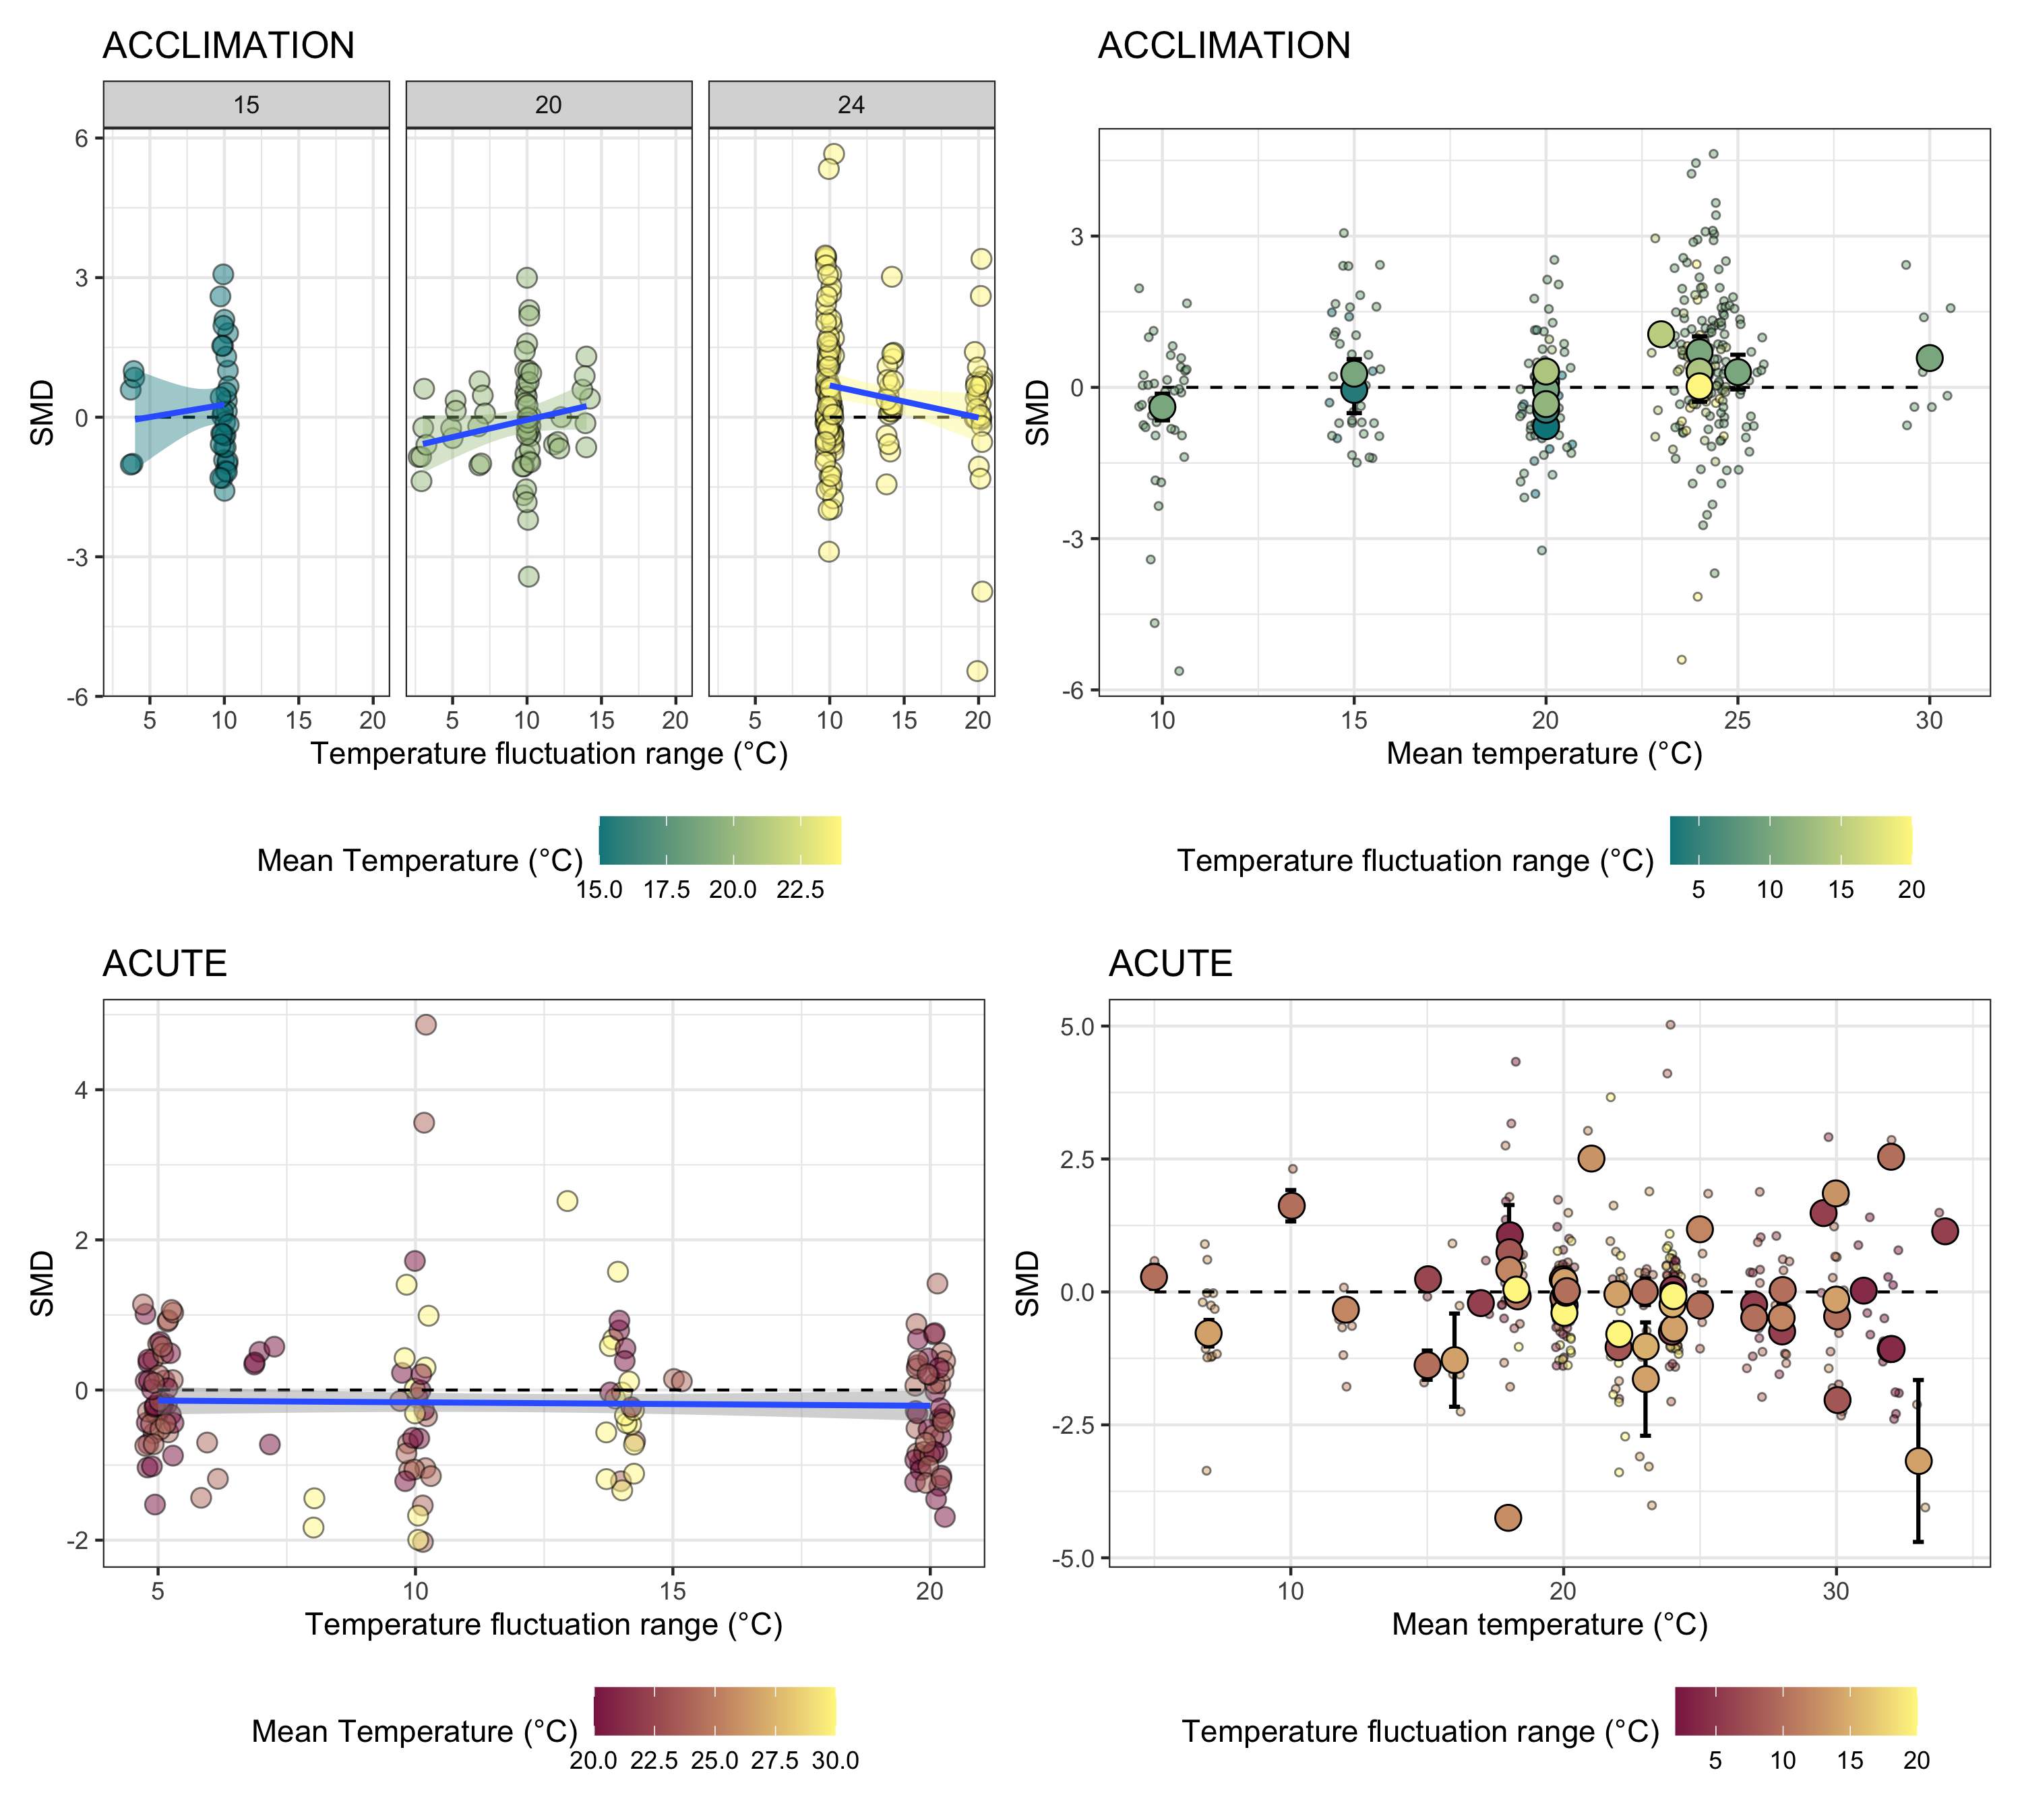 ACCLIMATION
15 20 24
6
3
0
-3
-6
SMD
5 10 15 20 5 10 15 20 5 10 15 20
Temperature fluctuation range (°C)
Mean Temperature (°C)
15.0 17.5 20.0 22.5
ACCLIMATION
3
0
-3
-6
SMD
10 15 20 25 30
Mean temperature (°C)
Temperature fluctuation range (°C)
5 10 15 20
ACUTE
4
2
0
-2
SMD
5 10 15 20
Temperature fluctuation range (°C)
Mean Temperature (°C)
20.0 22.5 25.0 27.5 30.0
ACUTE
5.0
2.5
0.0
-2.5
-5.0
SMD
10 20 30
Mean temperature (°C)
Temperature fluctuation range (°C)
5 10 15 20